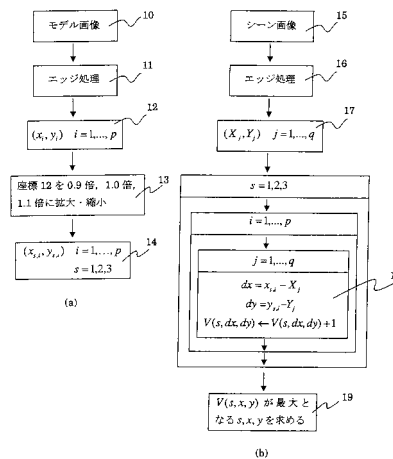 モデル画像
10
エッジ処理
11
12
(x_i, y_i) i=1,...,p
座標 12 を 0.9 倍, 1.0 倍,
1.1 倍に拡大・縮小
13
(x_{s,i}, y_{s,i}) i=1,...,p
s=1,2,3
14
(a)
シーン画像
15
エッジ処理
16
17
(X_j, Y_j) j=1,...,q
s=1,2,3
i=1,...,p
j=1,...,q
dx = x_{s,i} - X_j
dy = y_{s,i} - Y_j
V(s,dx,dy) ← V(s,dx,dy)+1
V(s,x,y) が最大と
なる s,x,y を求める
19
(b)